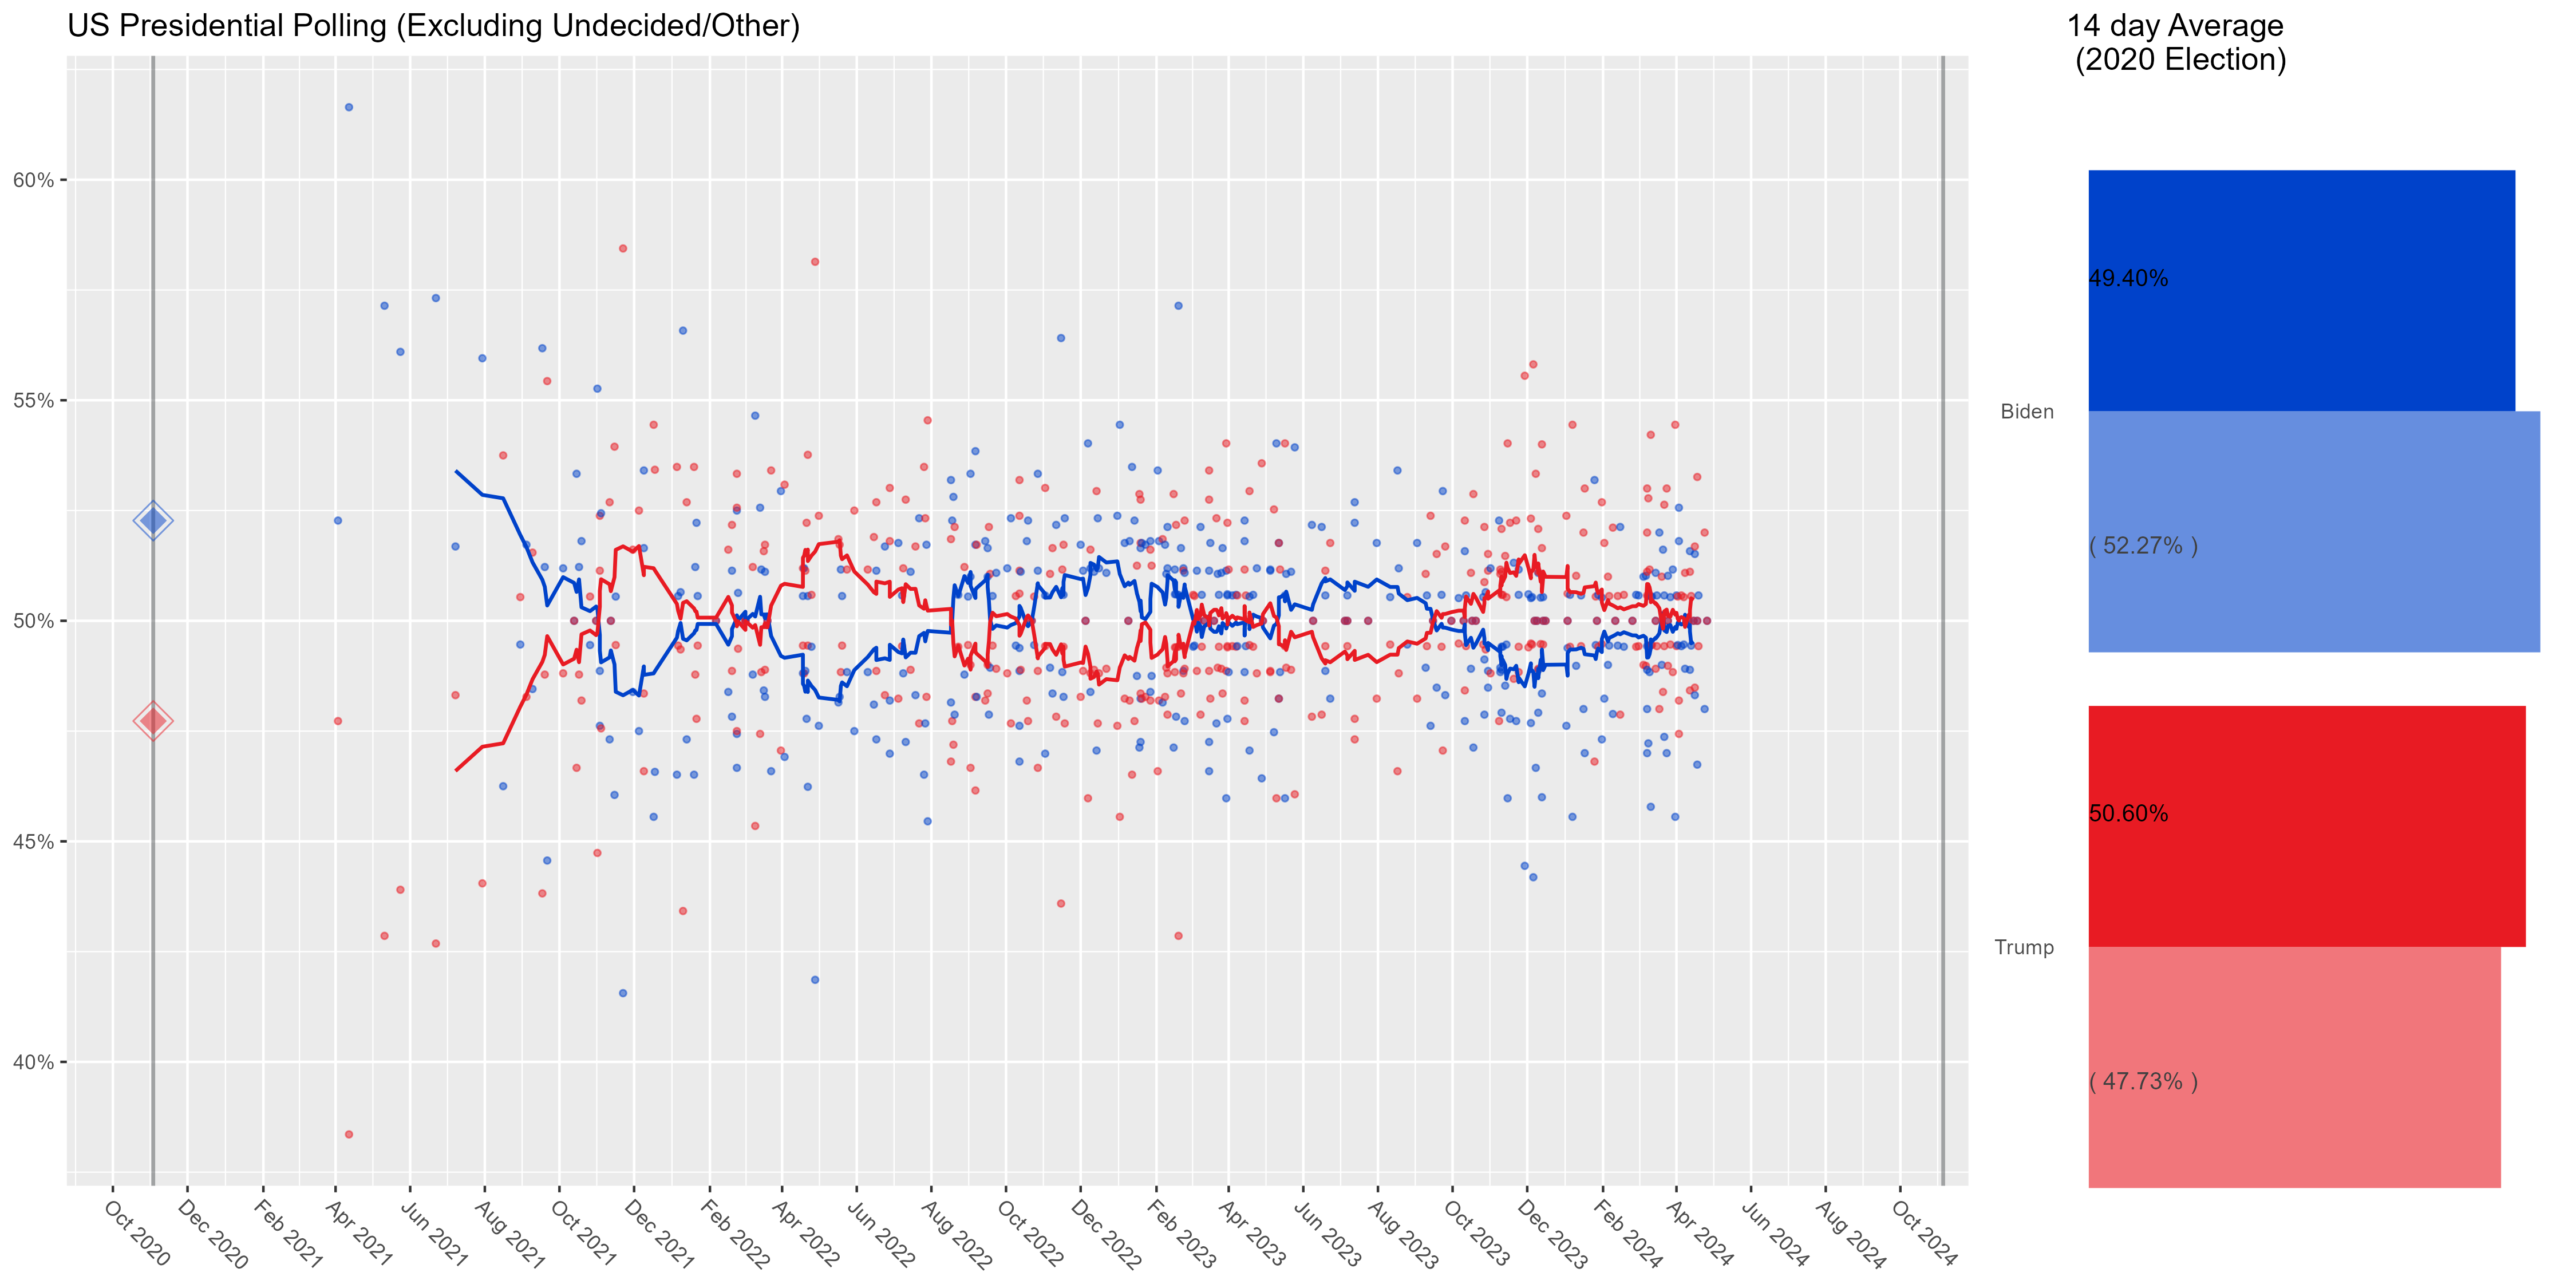 US Presidential Polling (Excluding Undecided/Other)
14 day Average
(2020 Election)
60%
55%
50%
45%
40%
Oct 2020
Dec 2020
Feb 2021
Apr 2021
Jun 2021
Aug 2021
Oct 2021
Dec 2021
Feb 2022
Apr 2022
Jun 2022
Aug 2022
Oct 2022
Dec 2022
Feb 2023
Apr 2023
Jun 2023
Aug 2023
Oct 2023
Dec 2023
Feb 2024
Apr 2024
Jun 2024
Aug 2024
Oct 2024
49.40%
Biden
( 52.27% )
50.60%
Trump
( 47.73% )